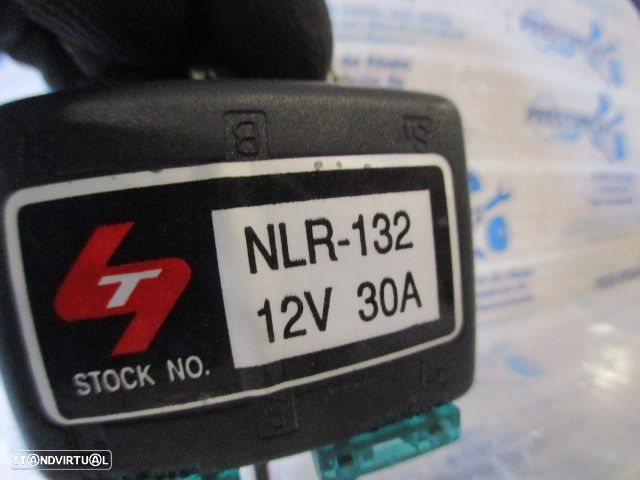 B
S
NLR-132
12V 30A
T
STOCK NO.
S
STANDVIRTUAL